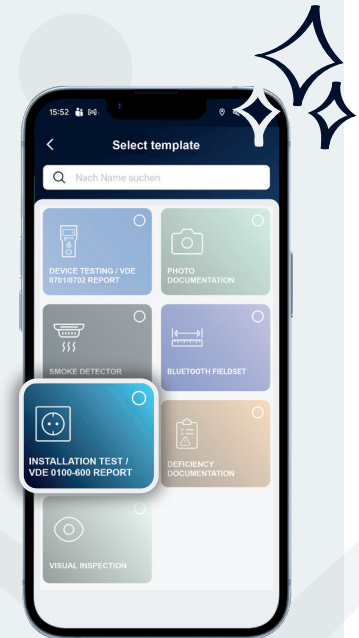 15:52
Select template
Nach Name suchen
DEVICE TESTING / VDE
0701/0702 REPORT
PHOTO
DOCUMENTATION
SMOKE DETECTOR
BLUETOOTH FIELDSET
INSTALLATION TEST /
VDE 0100-600 REPORT
DEFICIENCY
DOCUMENTATION
VISUAL INSPECTION